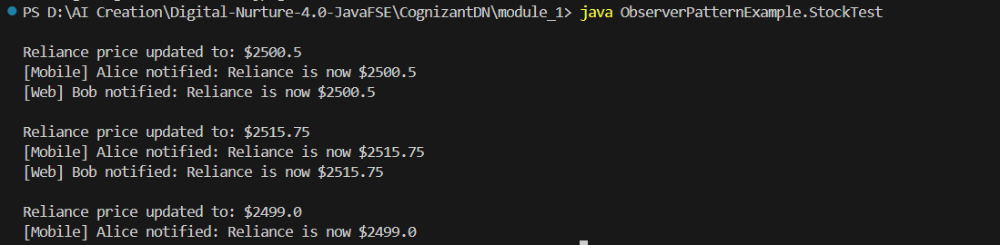 PS D:\AI Creation\Digital-Nurture-4.0-JavaFSE\CognizantDN\module_1> java ObserverPatternExample.StockTest
Reliance price updated to: $2500.5
[Mobile] Alice notified: Reliance is now $2500.5
[Web] Bob notified: Reliance is now $2500.5
Reliance price updated to: $2515.75
[Mobile] Alice notified: Reliance is now $2515.75
[Web] Bob notified: Reliance is now $2515.75
Reliance price updated to: $2499.0
[Mobile] Alice notified: Reliance is now $2499.0